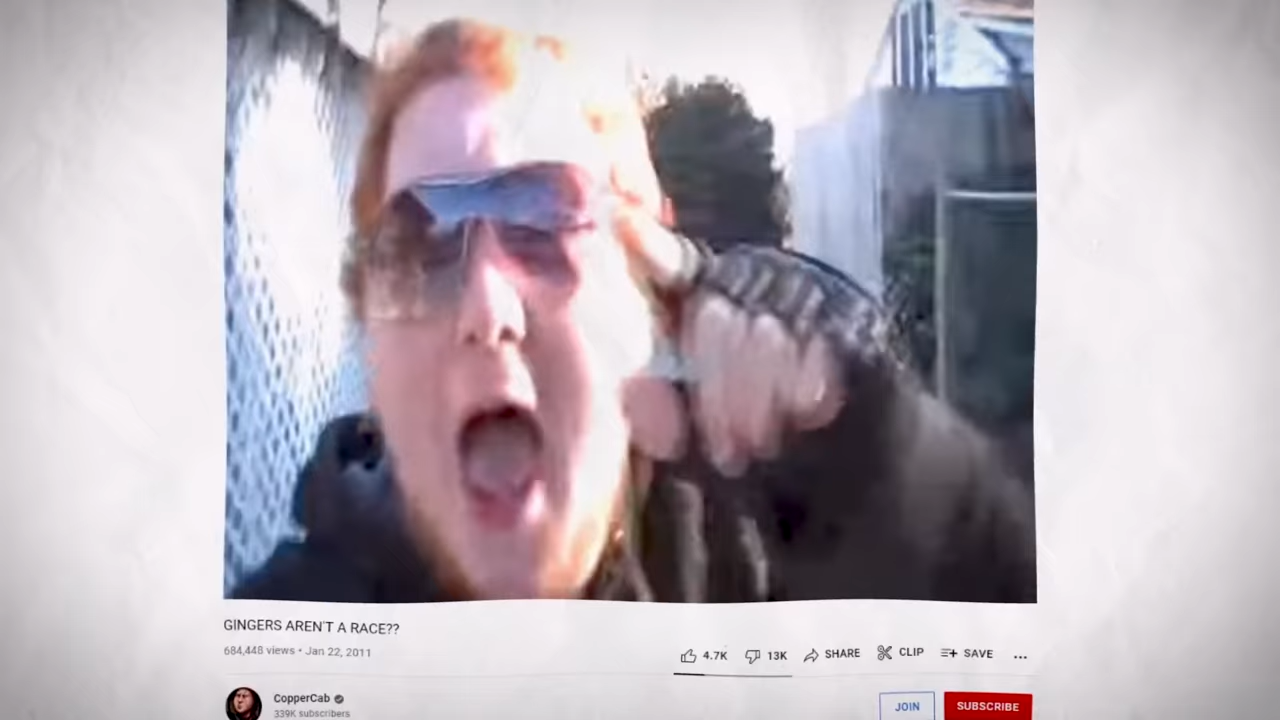 GINGERS AREN'T A RACE??
684,448 views • Jan 22, 2011
4.7K 13K SHARE CLIP SAVE ...
CopperCab
339K subscribers
JOIN SUBSCRIBE